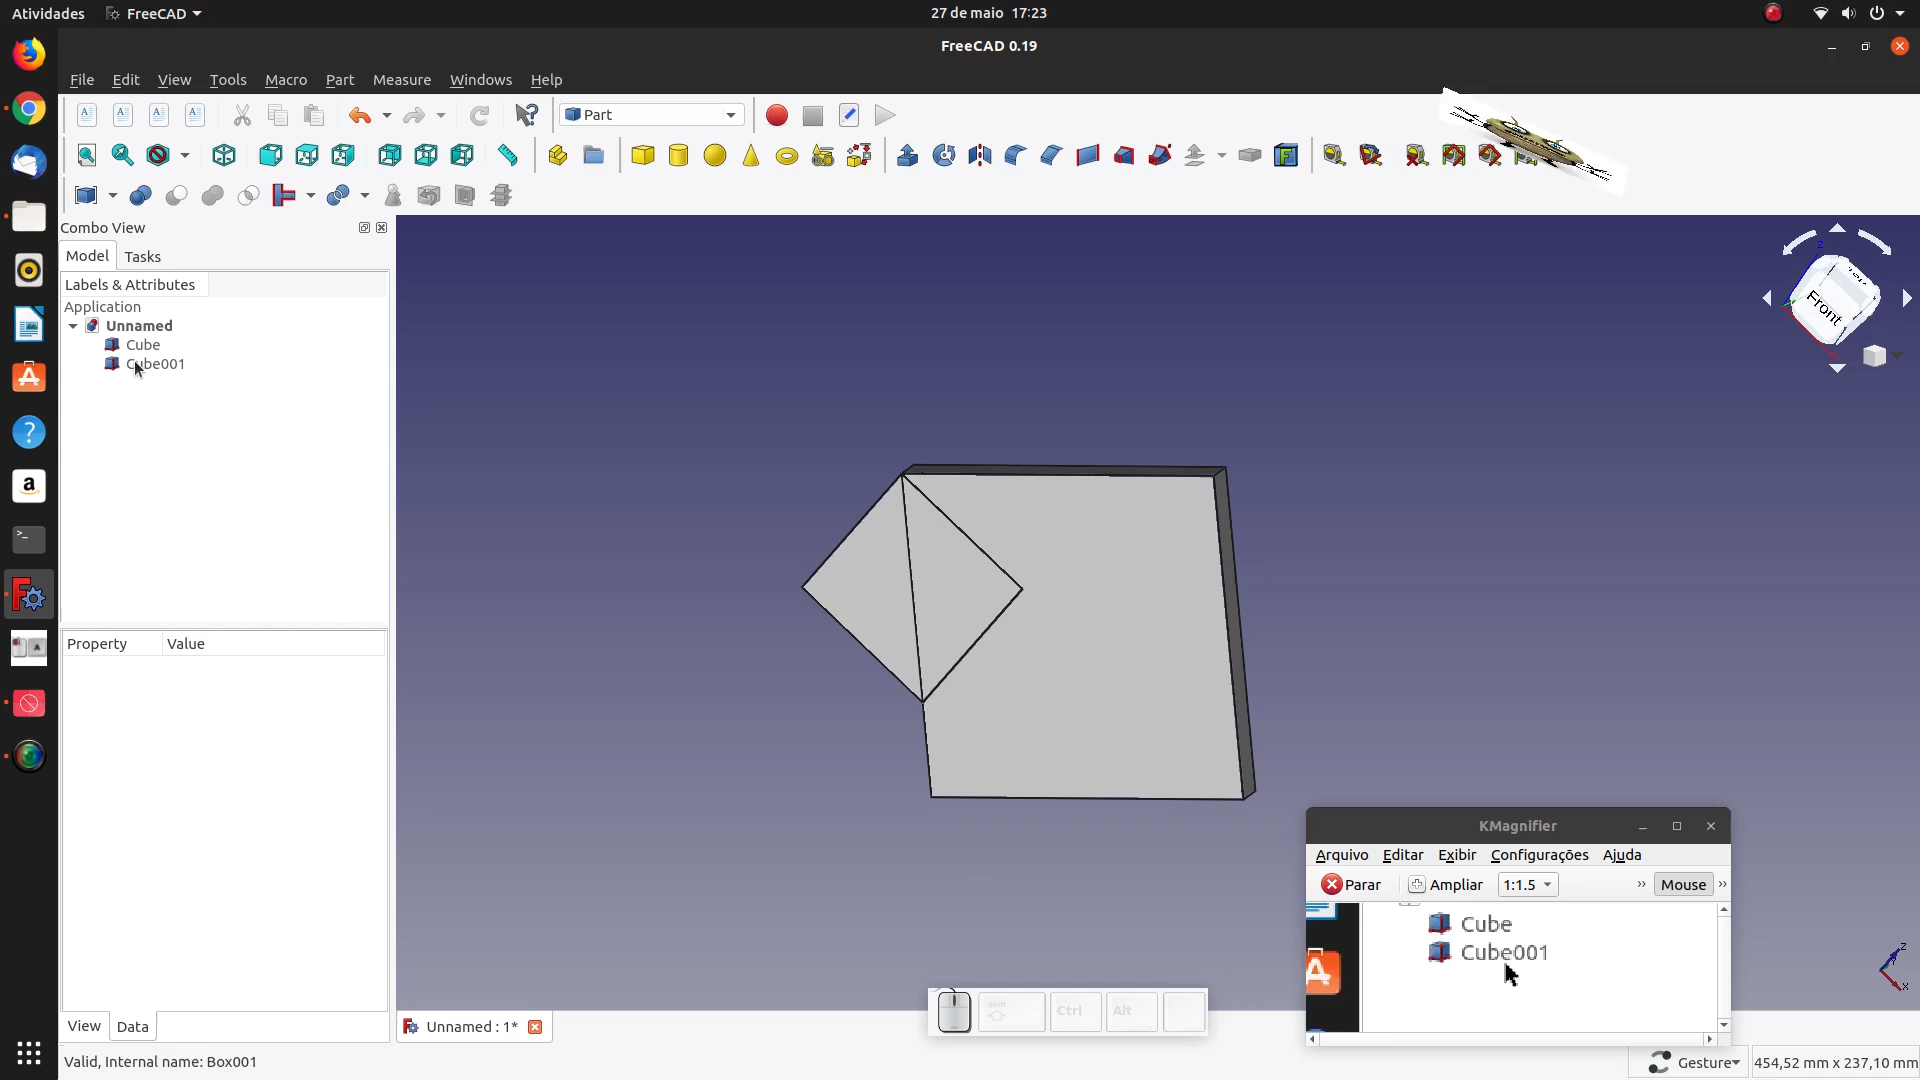 Atividades FreeCAD 27 de maio 17:23
FreeCAD 0.19
File Edit View Tools Macro Part Measure Windows Help
Part
Combo View
Model Tasks
Labels & Attributes
Application
Unnamed
Cube
Cube001
Front
Property Value
KMagnifier
Arquivo Editar Exibir Configurações Ajuda
Parar Ampliar 1:1.5 » Mouse »
Cube
Cube001
Shift Ctrl Alt
View Data
Unnamed : 1*
Valid, Internal name: Box001
Gesture 454,52 mm x 237,10 mm